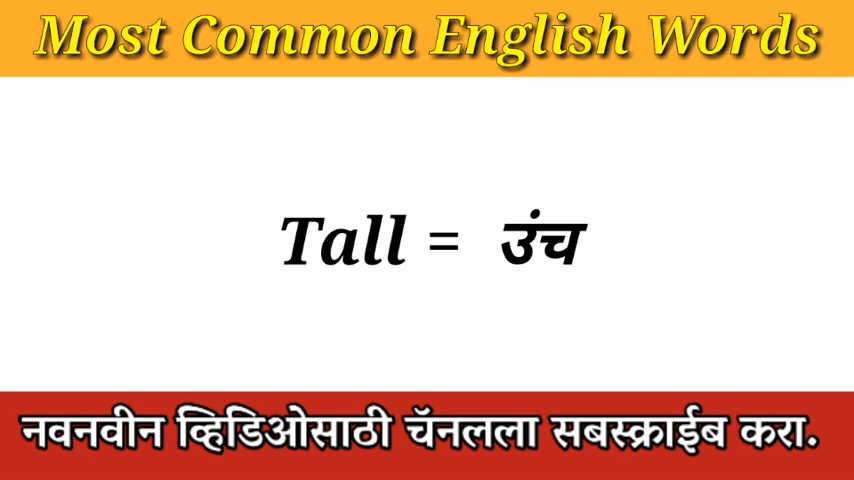 Most Common English Words
Tall = उंच
नवनवीन व्हिडिओसाठी चॅनलला सबस्क्राईब करा.